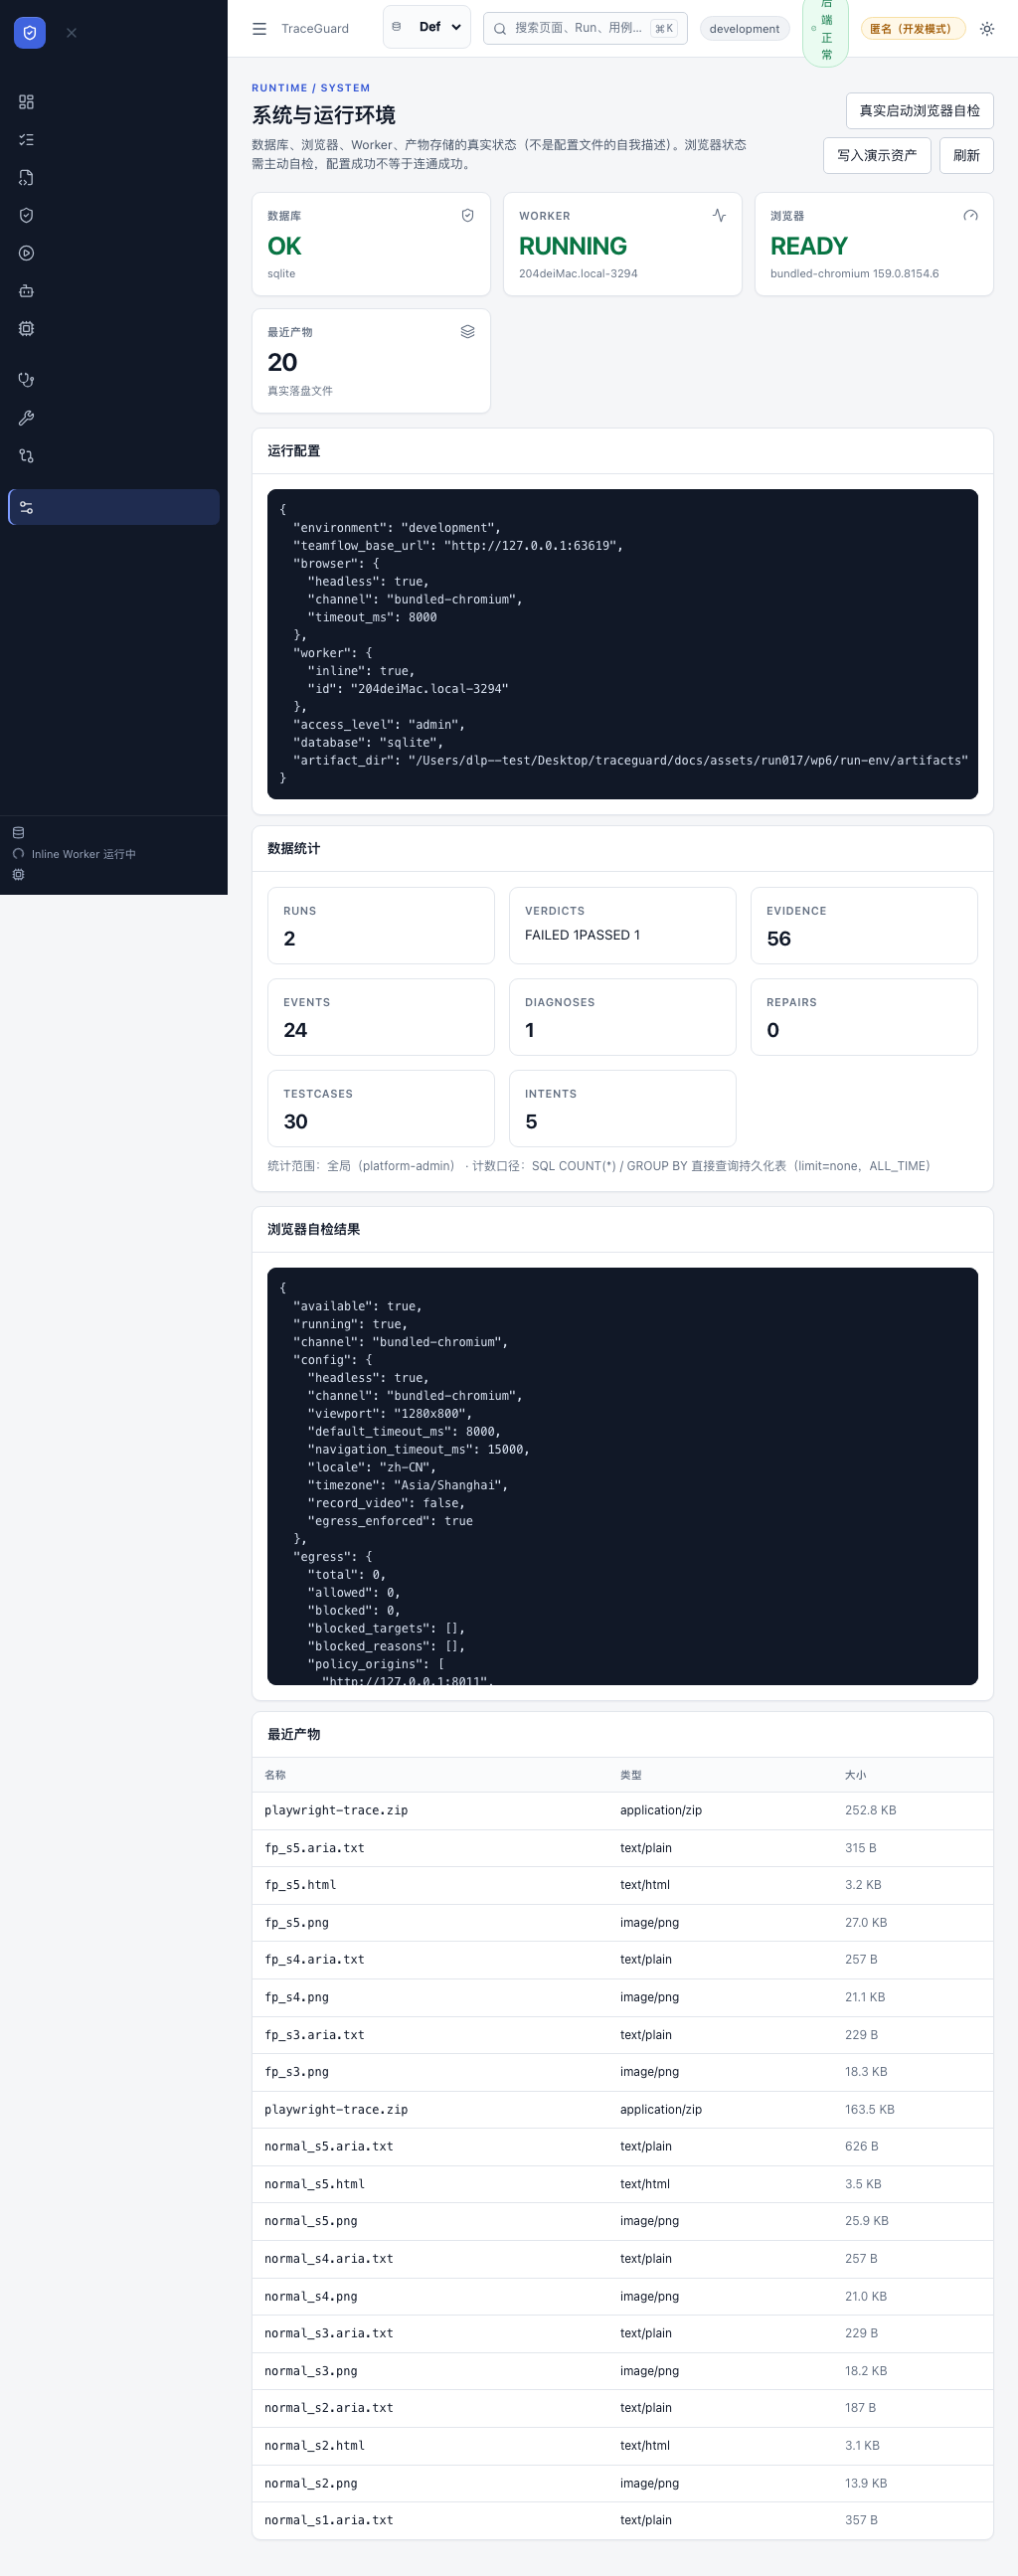 TraceGuard
Def
搜索页面、Run、用例...
⌘K
development
后端正常
匿名（开发模式）
RUNTIME / SYSTEM
系统与运行环境
数据库、浏览器、Worker、产物存储的真实状态（不是配置文件的自我描述）。浏览器状态
需主动自检，配置成功不等于连通成功。
真实启动浏览器自检
写入演示资产
刷新
数据库
OK
sqlite
WORKER
RUNNING
204deiMac.local-3294
浏览器
READY
bundled-chromium 159.0.8154.6
最近产物
20
真实落盘文件
Inline Worker 运行中
运行配置
{
"environment": "development",
"teamflow_base_url": "http://127.0.0.1:63619",
"browser": {
"headless": true,
"channel": "bundled-chromium",
"timeout_ms": 8000
},
"worker": {
"inline": true,
"id": "204deiMac.local-3294"
},
"access_level": "admin",
"database": "sqlite",
"artifact_dir": "/Users/dlp--test/Desktop/traceguard/docs/assets/run017/wp6/run-env/artifacts"
}
数据统计
RUNS
2
VERDICTS
FAILED 1PASSED 1
EVIDENCE
56
EVENTS
24
DIAGNOSES
1
REPAIRS
0
TESTCASES
30
INTENTS
5
统计范围：全局（platform-admin） · 计数口径：SQL COUNT(*) / GROUP BY 直接查询持久化表（limit=none，ALL_TIME）
浏览器自检结果
{
"available": true,
"running": true,
"channel": "bundled-chromium",
"config": {
"headless": true,
"channel": "bundled-chromium",
"viewport": "1280x800",
"default_timeout_ms": 8000,
"navigation_timeout_ms": 15000,
"locale": "zh-CN",
"timezone": "Asia/Shanghai",
"record_video": false,
"egress_enforced": true
},
"egress": {
"total": 0,
"allowed": 0,
"blocked": 0,
"blocked_targets": [],
"blocked_reasons": [],
"policy_origins": [
"http://127.0.0.1:8011",
最近产物
名称 类型 大小
playwright-trace.zip application/zip 252.8 KB
fp_s5.aria.txt text/plain 315 B
fp_s5.html text/html 3.2 KB
fp_s5.png image/png 27.0 KB
fp_s4.aria.txt text/plain 257 B
fp_s4.png image/png 21.1 KB
fp_s3.aria.txt text/plain 229 B
fp_s3.png image/png 18.3 KB
playwright-trace.zip application/zip 163.5 KB
normal_s5.aria.txt text/plain 626 B
normal_s5.html text/html 3.5 KB
normal_s5.png image/png 25.9 KB
normal_s4.aria.txt text/plain 257 B
normal_s4.png image/png 21.0 KB
normal_s3.aria.txt text/plain 229 B
normal_s3.png image/png 18.2 KB
normal_s2.aria.txt text/plain 187 B
normal_s2.html text/html 3.1 KB
normal_s2.png image/png 13.9 KB
normal_s1.aria.txt text/plain 357 B